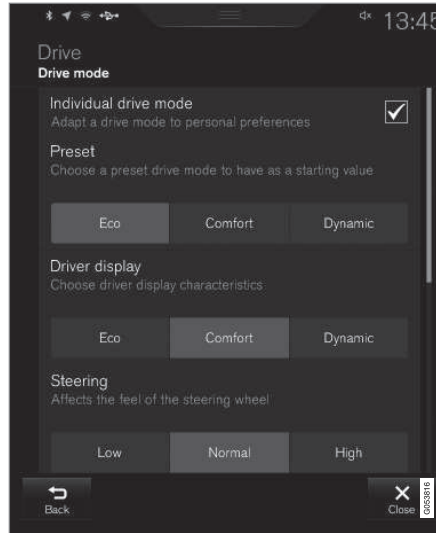 13:45
Drive
Drive mode
Individual drive mode
Adapt a drive mode to personal preferences
Preset
Choose a preset drive mode to have as a starting value
Eco Comfort Dynamic
Driver display
Choose driver display characteristics
Eco Comfort Dynamic
Steering
Affects the feel of the steering wheel
Low Normal High
Back Close
G053816